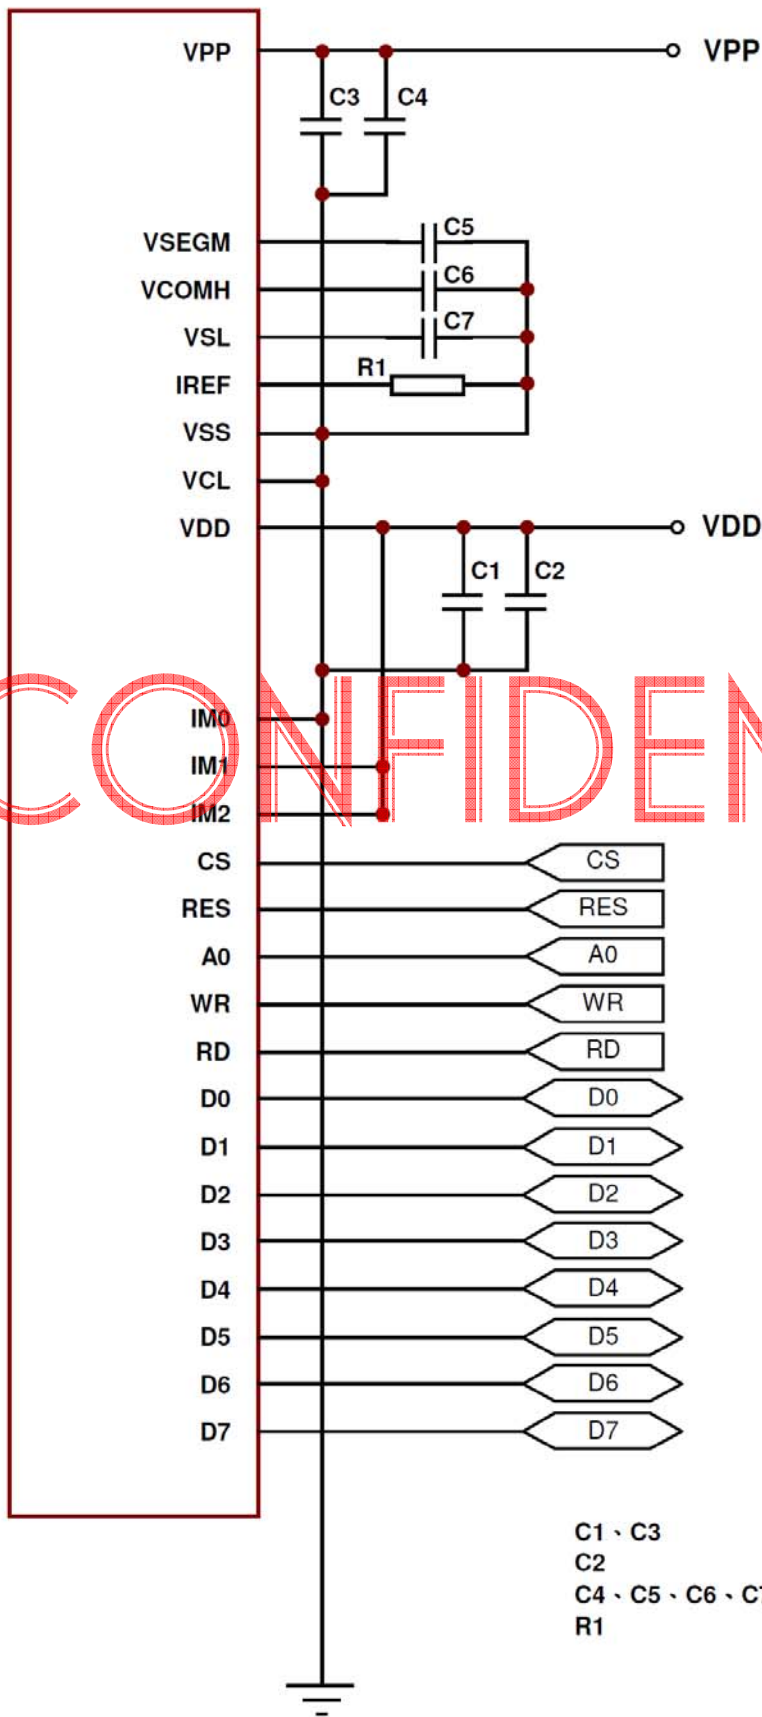 VPP VPP
C3 C4
VSEGM C5
VCOMH C6
VSL C7
IREF R1
VSS
VCL
VDD VDD
C1 C2
CONFIDEN
IM0
IM1
IM2
CS CS
RES RES
A0 A0
WR WR
RD RD
D0 D0
D1 D1
D2 D2
D3 D3
D4 D4
D5 D5
D6 D6
D7 D7
C1、C3
C2
C4、C5、C6、C7
R1